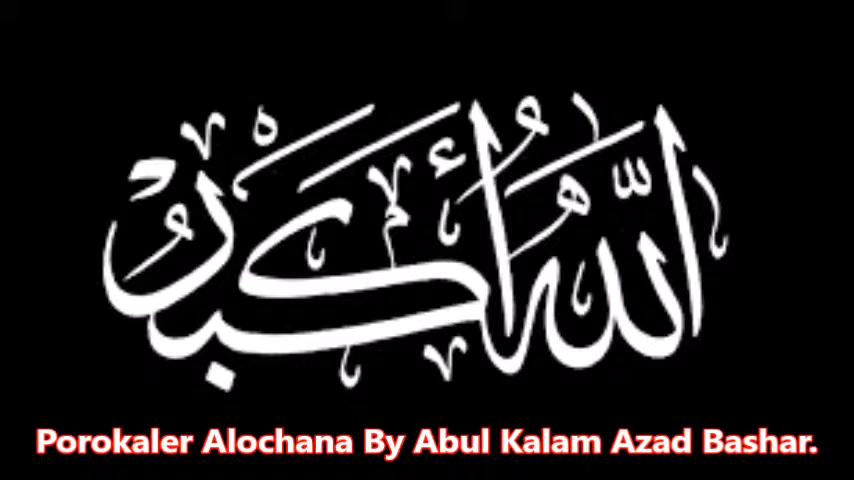 الله أكبر
Porokaler Alochana By Abul Kalam Azad Bashar.